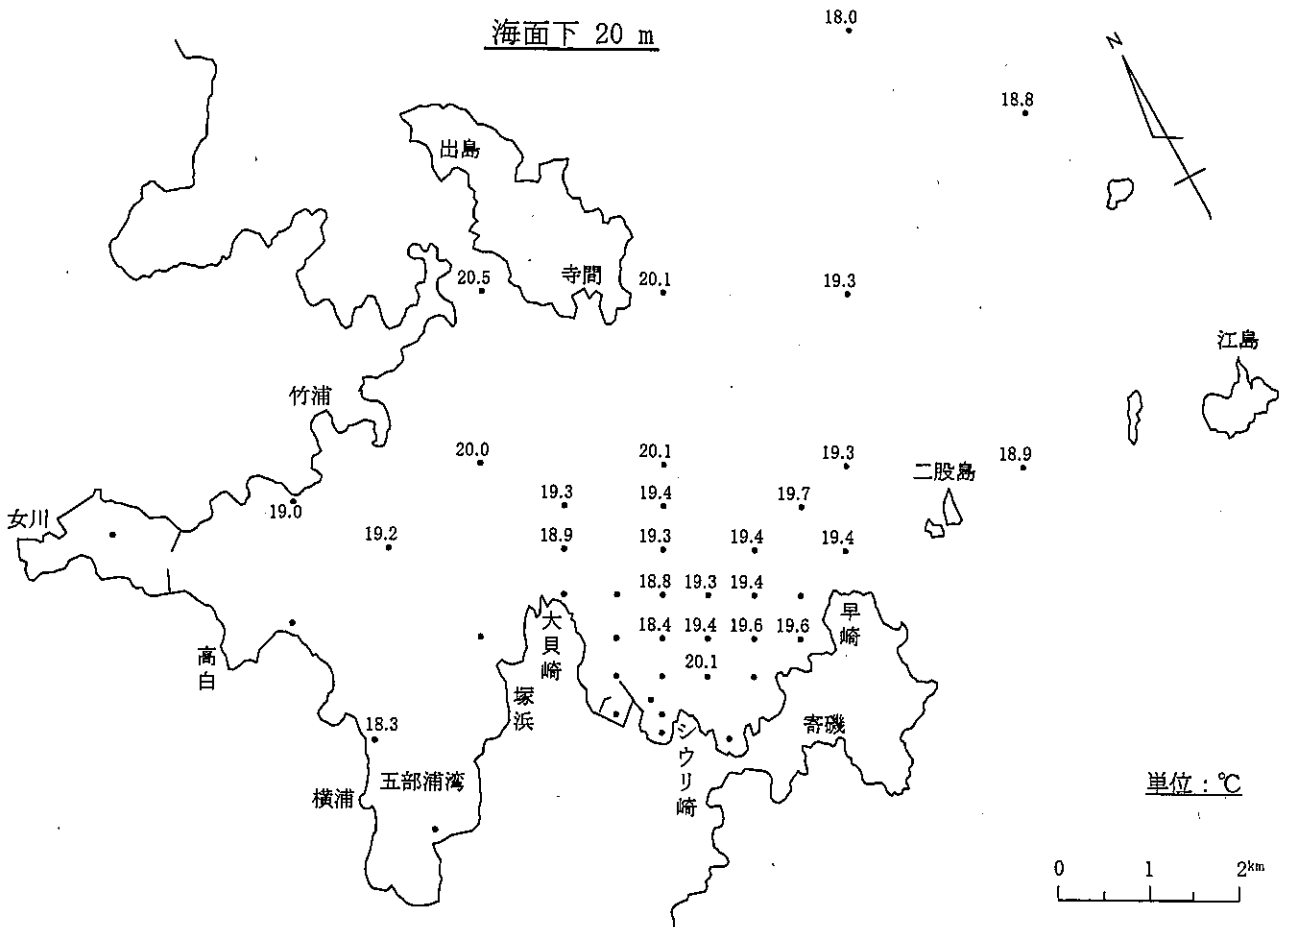 海面下 20 m
18.0
N
18.8
出島
寺間
20.5
20.1
19.3
江島
竹浦
20.0
20.1
19.3
18.9
二股島
19.3
19.4
19.7
女川
19.0
19.2
18.9
19.3
19.4
19.4
18.8
19.3
19.4
大貝崎
早崎
18.4
19.4
19.6
19.6
高白
20.1
塚浜
18.3
シウリ崎
寄磯
五部浦湾
横浦
単位：℃
0 1 2km